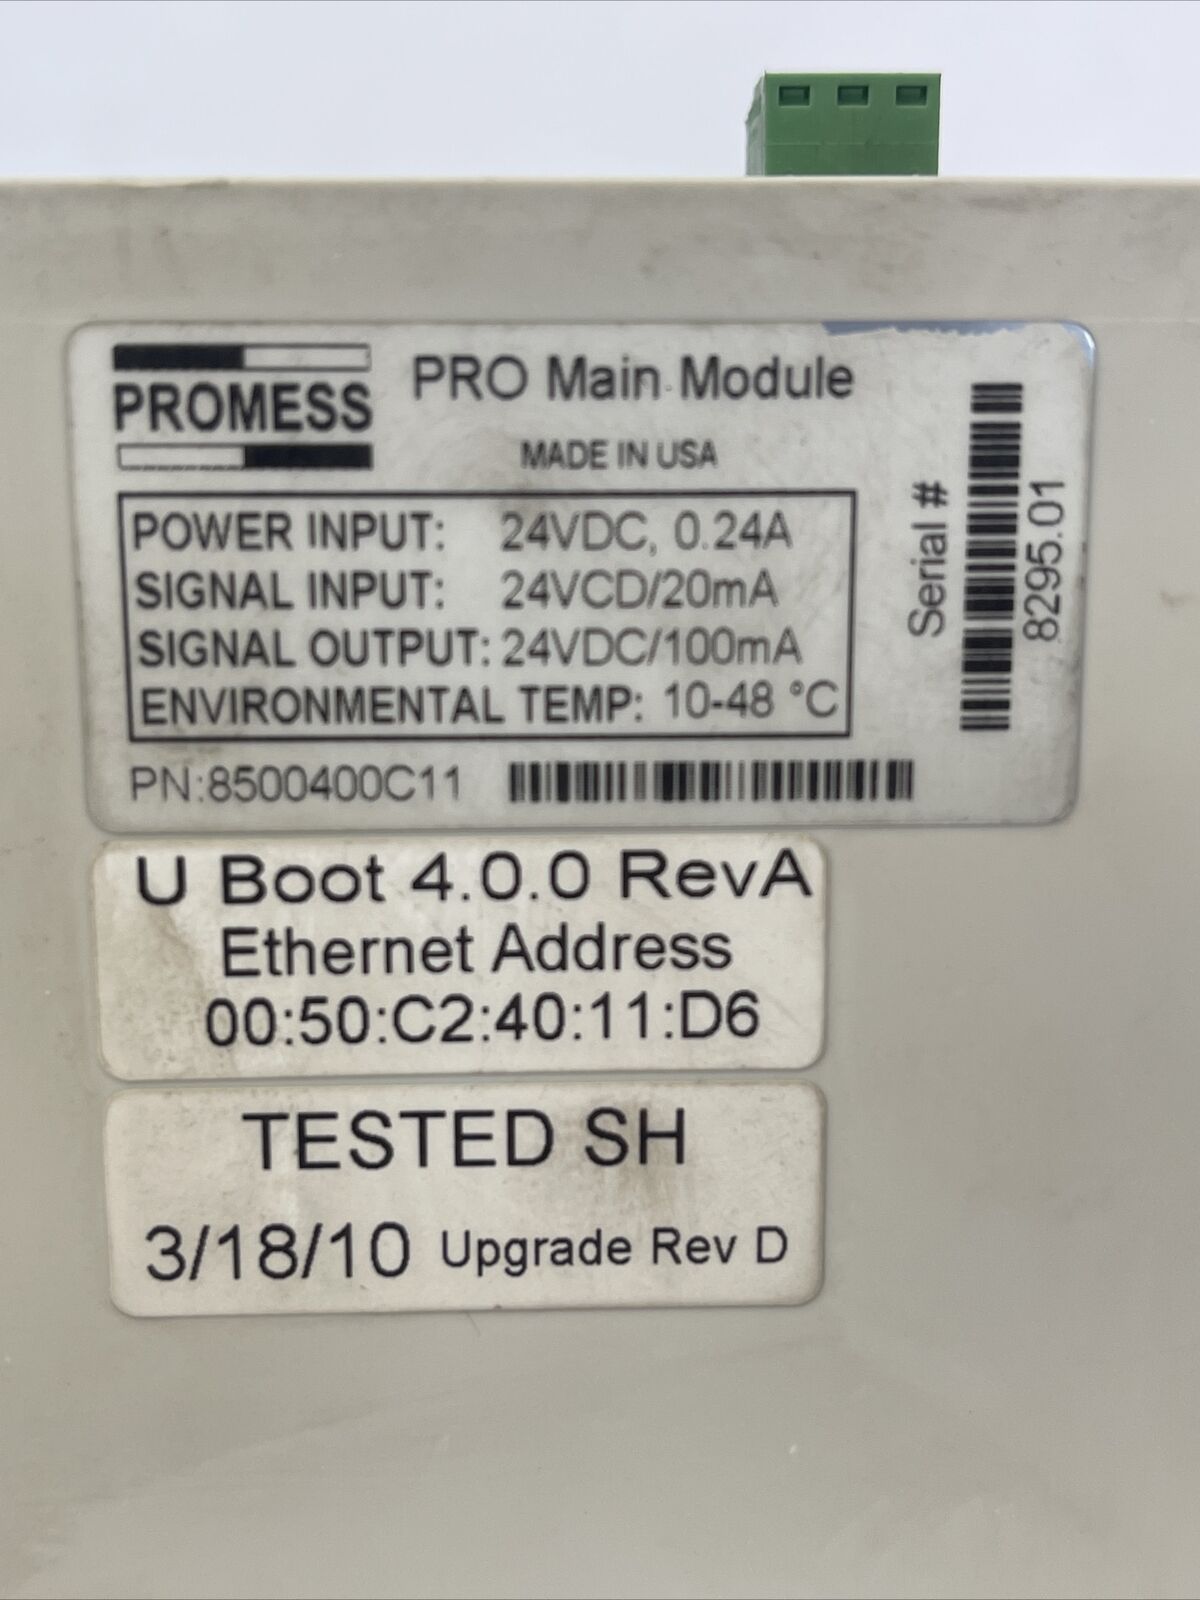 PROMESS
PRO Main Module
MADE IN USA
POWER INPUT: 24VDC, 0.24A
SIGNAL INPUT: 24VCD/20mA
SIGNAL OUTPUT: 24VDC/100mA
ENVIRONMENTAL TEMP: 10-48 °C
PN:8500400C11
Serial #
8295.01
U Boot 4.0.0 RevA
Ethernet Address
00:50:C2:40:11:D6
TESTED SH
3/18/10 Upgrade Rev D